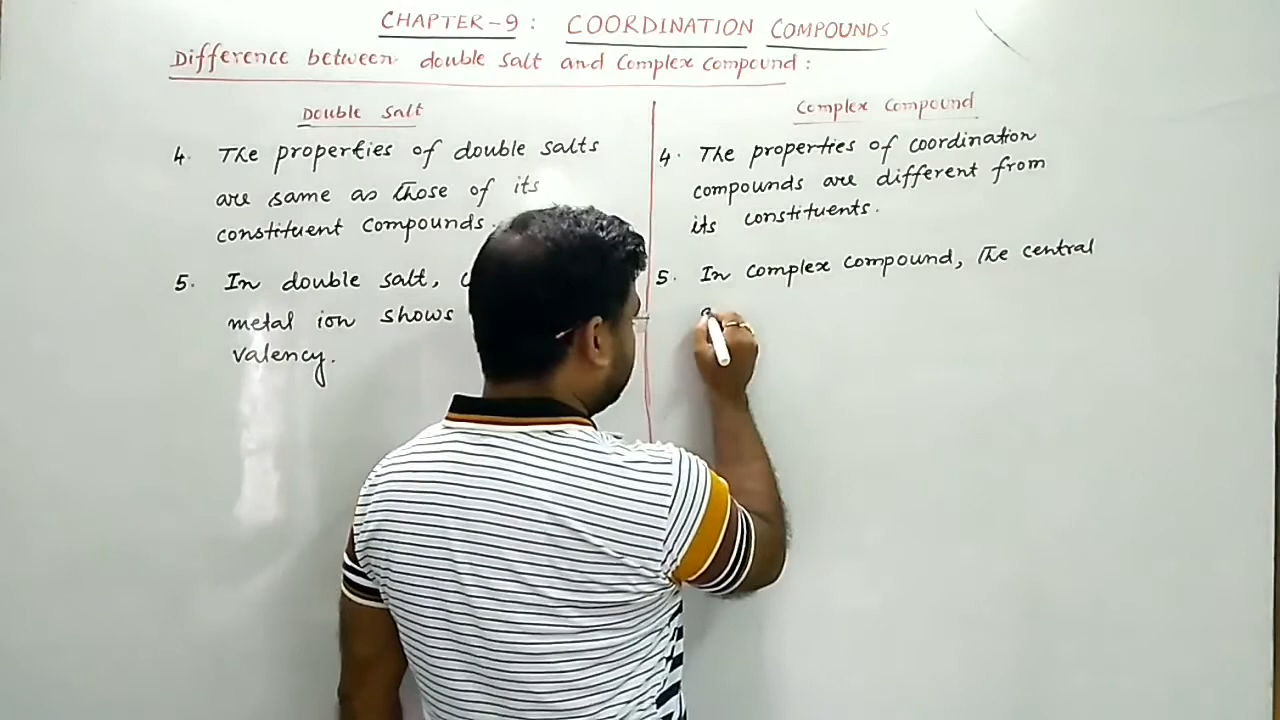 CHAPTER-9 : COORDINATION COMPOUNDS
Difference between double salt and complex compound :
Double salt
4. The properties of double salts
are same as those of its
constituent compounds.
5. In double salt,
metal ion shows
valency.
Complex compound
4. The properties of coordination
compounds are different from
its constituents.
5. In complex compound, the central